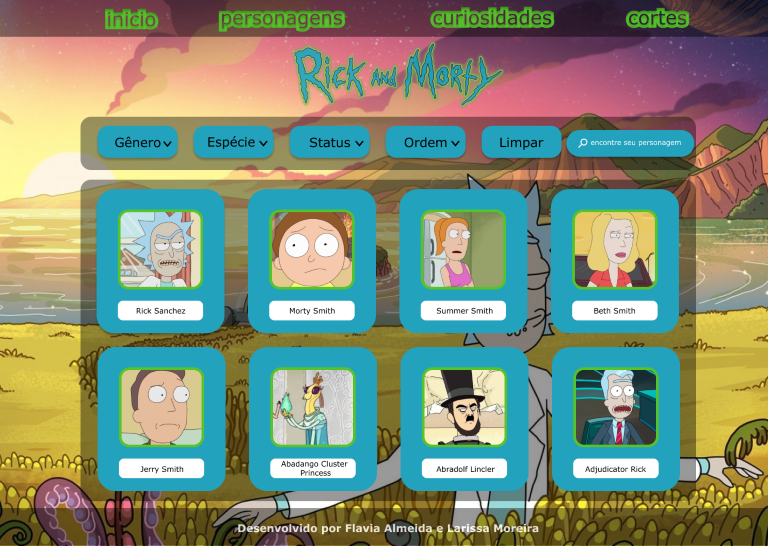 inicio personagens curiosidades cortes
Rick and Morty
Gênero Espécie Status Ordem Limpar encontre seu personagem
Rick Sanchez Morty Smith Summer Smith Beth Smith
Jerry Smith Abadango Cluster Princess Abradolf Lincler Adjudicator Rick
Desenvolvido por Flavia Almeida e Larissa Moreira